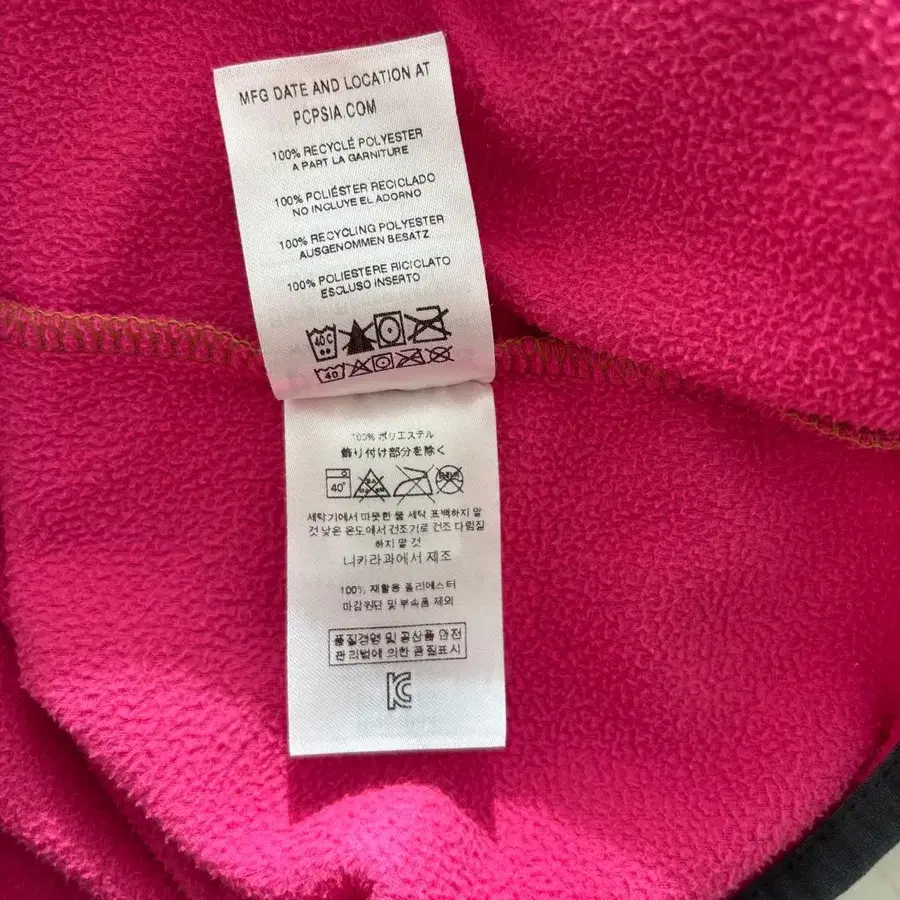 MFG DATE AND LOCATION AT
PCPSIA.COM
100% RECYCLÉ POLYESTER
A PART LA GARNITURE
100% POLIÉSTER RECICLADO
NO INCLUYE EL ADORNO
100% RECYCLING POLYESTER
AUSGENOMMEN BESATZ
100% POLIESTERE RICICLATO
ESCLUSO INSERTO
40 C
40
100% ポリエステル
飾り付け部分を除く
40°
세탁기에서 따뜻한 물 세탁 표백하지 말
것 낮은 온도에서 건조기로 건조 다림질
하지 말 것
니카라과에서 제조
100% 재활용 폴리에스터
마감원단 및 부속품 제외
품질경영 및 공산품 안전
관리법에 의한 품질표시